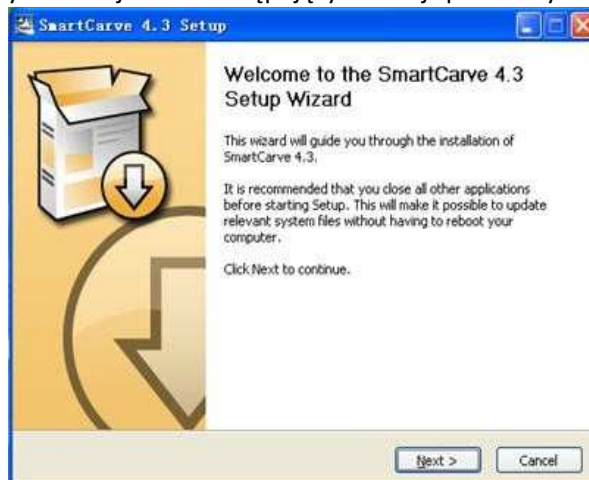 SmartCarve 4.3 Setup
Welcome to the SmartCarve 4.3
Setup Wizard
This wizard will guide you through the installation of
SmartCarve 4.3.
It is recommended that you close all other applications
before starting Setup. This will make it possible to update
relevant system files without having to reboot your
computer.
Click Next to continue.
Next >
Cancel